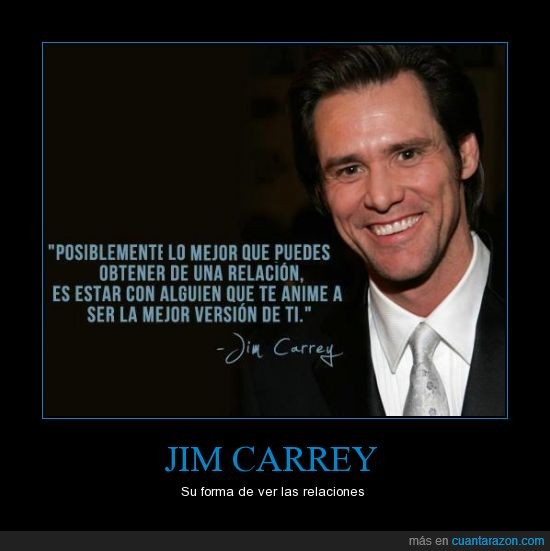 "POSIBLEMENTE LO MEJOR QUE PUEDES
OBTENER DE UNA RELACIÓN,
ES ESTAR CON ALGUIEN QUE TE ANIME A
SER LA MEJOR VERSIÓN DE TI."
-Jim Carrey
JIM CARREY
Su forma de ver las relaciones
más en cuantarazon.com